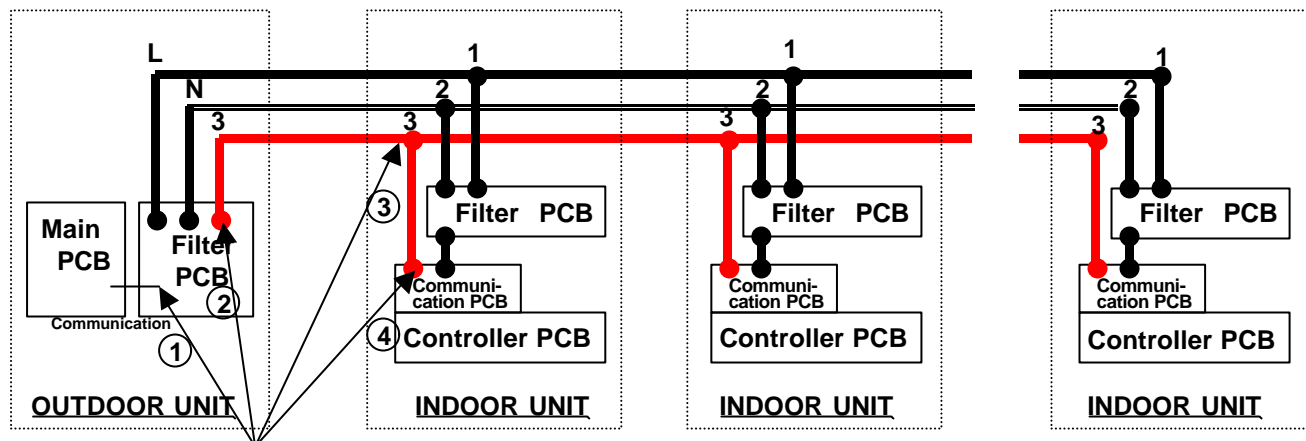 L
N
3
Main
PCB
Filter
PCB
Communication
1
2
OUTDOOR UNIT
1
2
3
3
Filter PCB
Communi-
cation PCB
4
Controller PCB
INDOOR UNIT
1
2
3
Filter PCB
Communi-
cation PCB
Controller PCB
INDOOR UNIT
1
2
3
Filter PCB
Communi-
cation PCB
Controller PCB
INDOOR UNIT